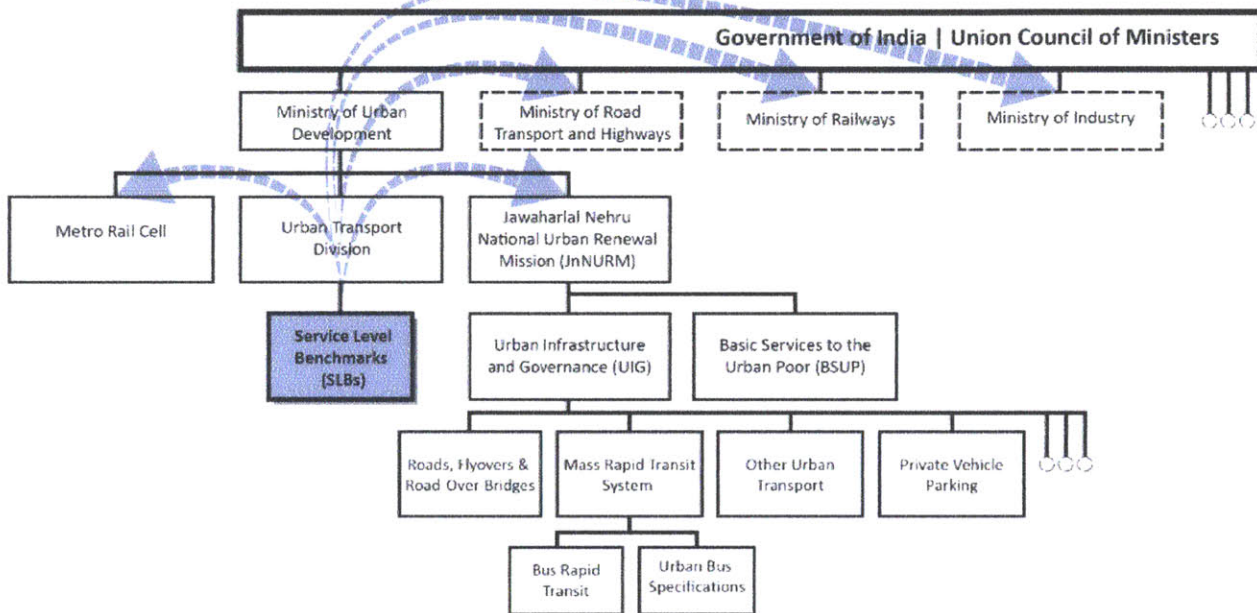 Government of India | Union Council of Ministers
Ministry of Urban
Development
Ministry of Road
Transport and Highways
Ministry of Railways
Ministry of Industry
Metro Rail Cell
Urban Transport
Division
Jawaharlal Nehru
National Urban Renewal
Mission (JnNURM)
Service Level
Benchmarks
(SLBs)
Urban Infrastructure
and Governance (UIG)
Basic Services to the
Urban Poor (BSUP)
Roads, Flyovers &
Road Over Bridges
Mass Rapid Transit
System
Other Urban
Transport
Private Vehicle
Parking
Bus Rapid
Transit
Urban Bus
Specifications